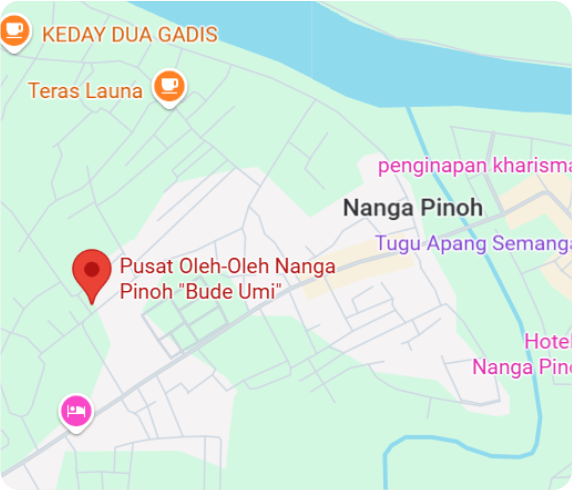 KEDAY DUA GADIS
Teras Launa
penginapan kharisma
Nanga Pinoh
Tugu Apang Semanga
Pusat Oleh-Oleh Nanga
Pinoh "Bude Umi"
Hotel
Nanga Pino